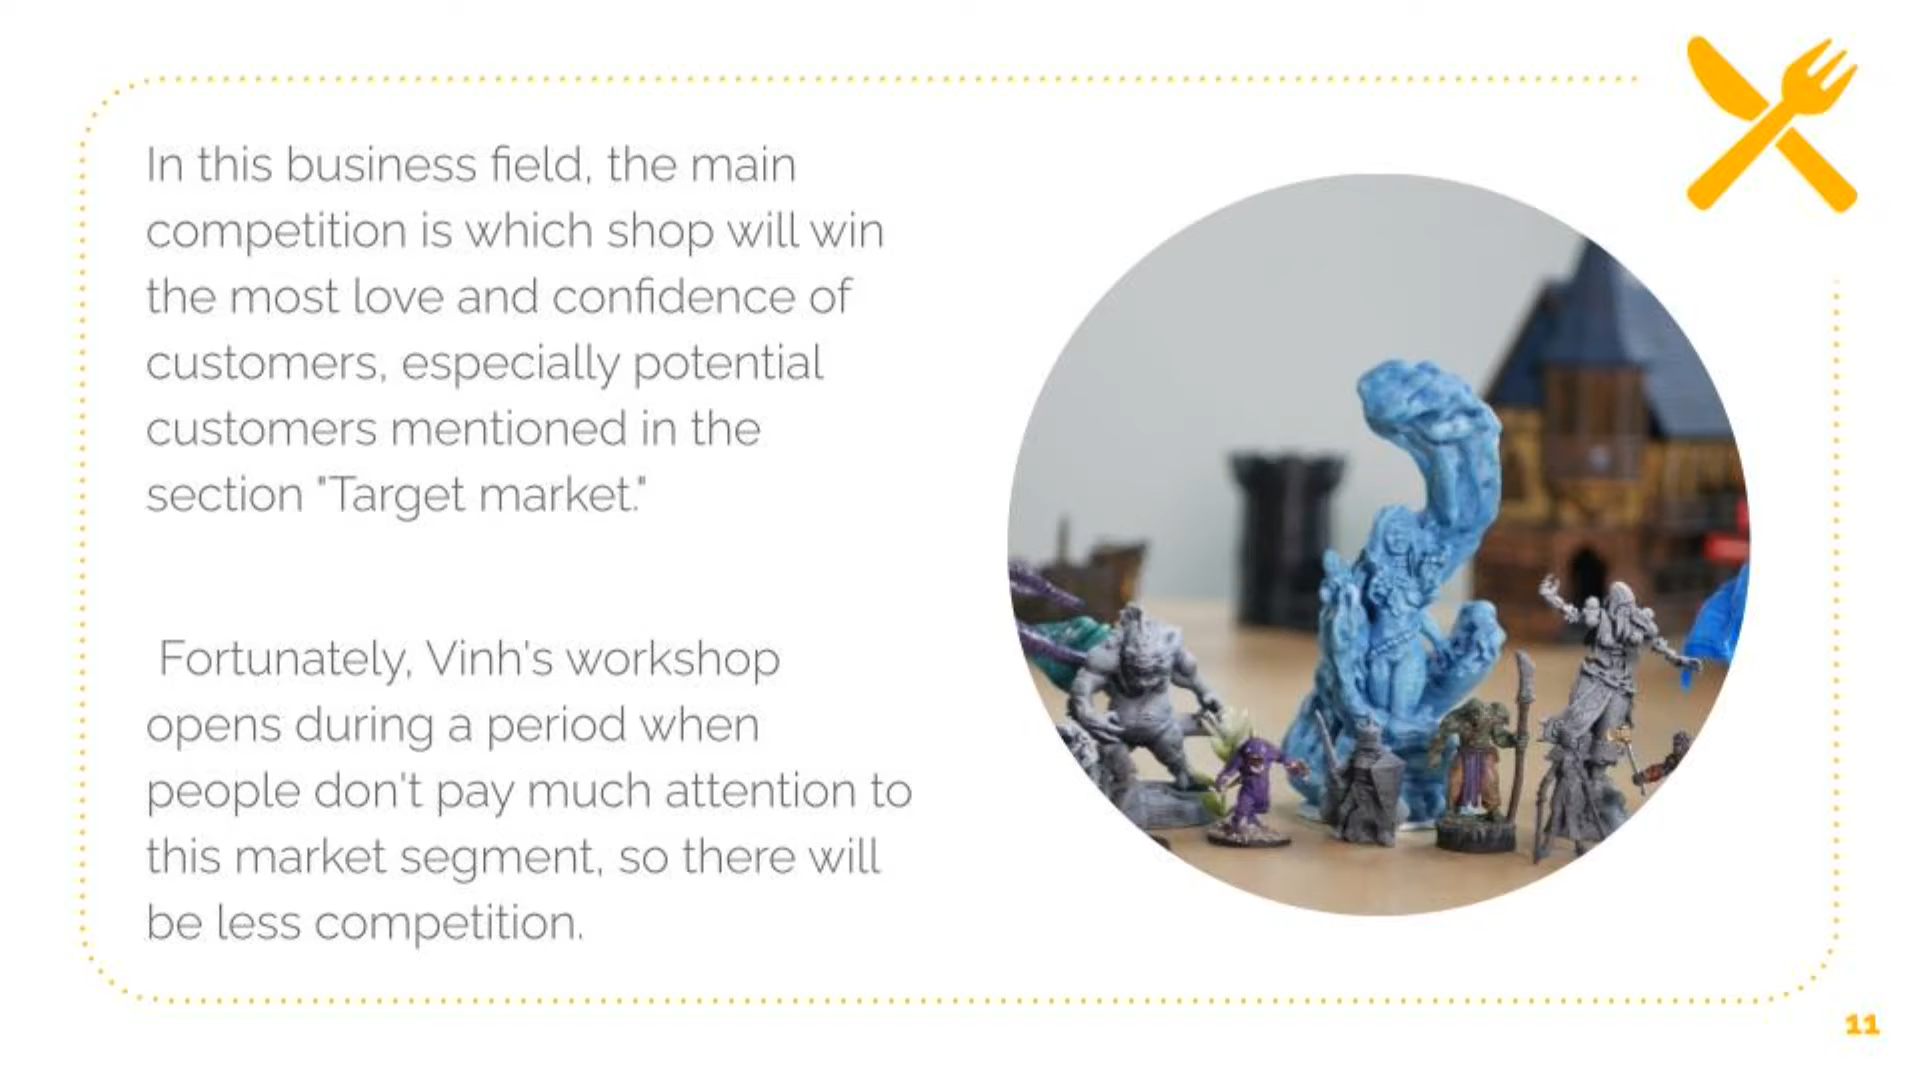 In this business field, the main
competition is which shop will win
the most love and confidence of
customers, especially potential
customers mentioned in the
section "Target market."
Fortunately, Vinh's workshop
opens during a period when
people don't pay much attention to
this market segment, so there will
be less competition.
11